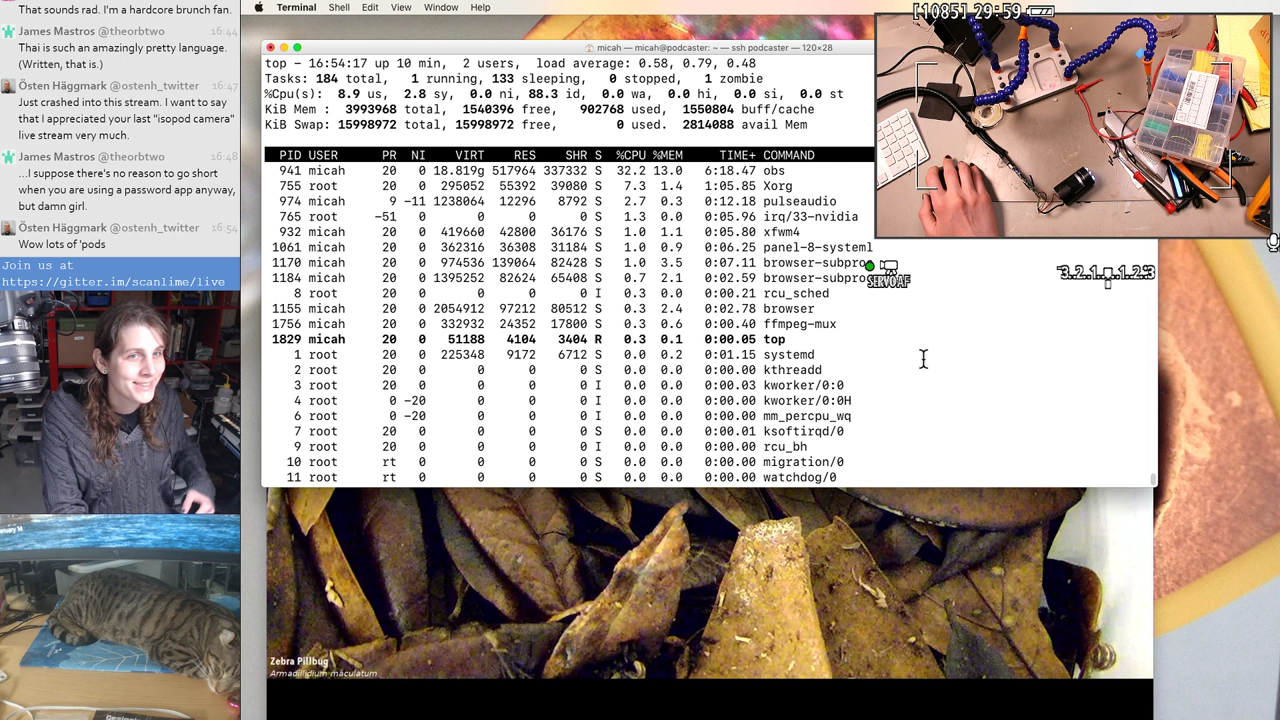 That sounds rad. I'm a hardcore brunch fan.
James Mastros @theorbtwo 16:44
Thai is such an amazingly pretty language.
(Written, that is.)
Östen Häggmark @ostenh_twitter 16:47
Just crashed into this stream. I want to say
that I appreciated your last "isopod camera"
live stream very much.
James Mastros @theorbtwo 16:48
...I suppose there's no reason to go short
when you are using a password app anyway,
but damn girl.
Östen Häggmark @ostenh_twitter 16:54
Wow lots of 'pods
Join us at
https://gitter.im/scanlime/live
Terminal Shell Edit View Window Help
micah — micah@podcaster: ~ — ssh podcaster — 120×28
top - 16:54:17 up 10 min, 2 users, load average: 0.58, 0.79, 0.48
Tasks: 184 total, 1 running, 133 sleeping, 0 stopped, 1 zombie
%Cpu(s): 8.9 us, 2.8 sy, 0.0 ni, 88.3 id, 0.0 wa, 0.0 hi, 0.0 si, 0.0 st
KiB Mem : 3993968 total, 1540396 free, 902768 used, 1550804 buff/cache
KiB Swap: 15998972 total, 15998972 free, 0 used. 2814088 avail Mem
PID USER PR NI VIRT RES SHR S %CPU %MEM TIME+ COMMAND
941 micah 20 0 18.819g 517964 337332 S 32.2 13.0 6:18.47 obs
755 root 20 0 295052 55392 39080 S 7.3 1.4 1:05.85 Xorg
974 micah 9 -11 1238064 12296 8792 S 2.7 0.3 0:12.18 pulseaudio
765 root -51 0 0 0 0 S 1.3 0.0 0:05.96 irq/33-nvidia
932 micah 20 0 419660 42800 36176 S 1.0 1.1 0:05.80 xfwm4
1061 micah 20 0 362316 36308 31184 S 1.0 0.9 0:06.25 panel-8-systeml
1170 micah 20 0 974536 139064 82428 S 1.0 3.5 0:07.11 browser-subpro
1184 micah 20 0 1395252 82624 65408 S 0.7 2.1 0:02.59 browser-subpro
8 root 20 0 0 0 0 I 0.3 0.0 0:00.21 rcu_sched
1155 micah 20 0 2054912 97212 80512 S 0.3 2.4 0:02.78 browser
1756 micah 20 0 332932 24352 17800 S 0.3 0.6 0:00.40 ffmpeg-mux
1829 micah 20 0 51188 4104 3404 R 0.3 0.1 0:00.05 top
1 root 20 0 225348 9172 6712 S 0.0 0.2 0:01.15 systemd
2 root 20 0 0 0 0 S 0.0 0.0 0:00.00 kthreadd
3 root 20 0 0 0 0 I 0.0 0.0 0:00.03 kworker/0:0
4 root 0 -20 0 0 0 I 0.0 0.0 0:00.00 kworker/0:0H
6 root 0 -20 0 0 0 I 0.0 0.0 0:00.00 mm_percpu_wq
7 root 20 0 0 0 0 S 0.0 0.0 0:00.01 ksoftirqd/0
9 root 20 0 0 0 0 I 0.0 0.0 0:00.00 rcu_bh
10 root rt 0 0 0 0 S 0.0 0.0 0:00.00 migration/0
11 root rt 0 0 0 0 S 0.0 0.0 0:00.00 watchdog/0
[1085] 29:59
SERVOAF
-3.2.1.0.1.2.3
Zebra Pillbug
Armadillidium maculatum